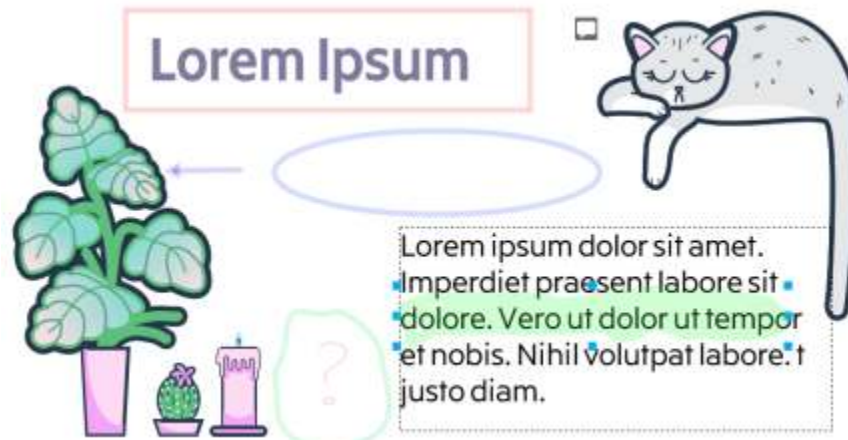 Lorem Ipsum
Lorem ipsum dolor sit amet.
Imperdiet praesent labore sit
dolore. Vero ut dolor ut tempor
et nobis. Nihil volutpat labore. t
justo diam.
?